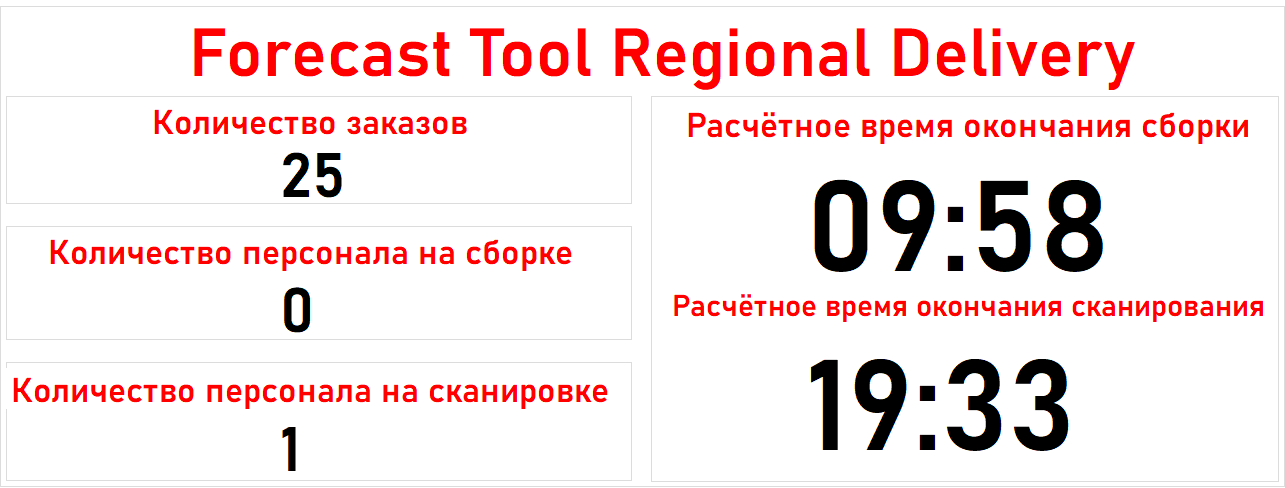 Forecast Tool Regional Delivery
Количество заказов
25
Количество персонала на сборке
0
Количество персонала на сканировке
1
Расчётное время окончания сборки
09:58
Расчётное время окончания сканирования
19:33